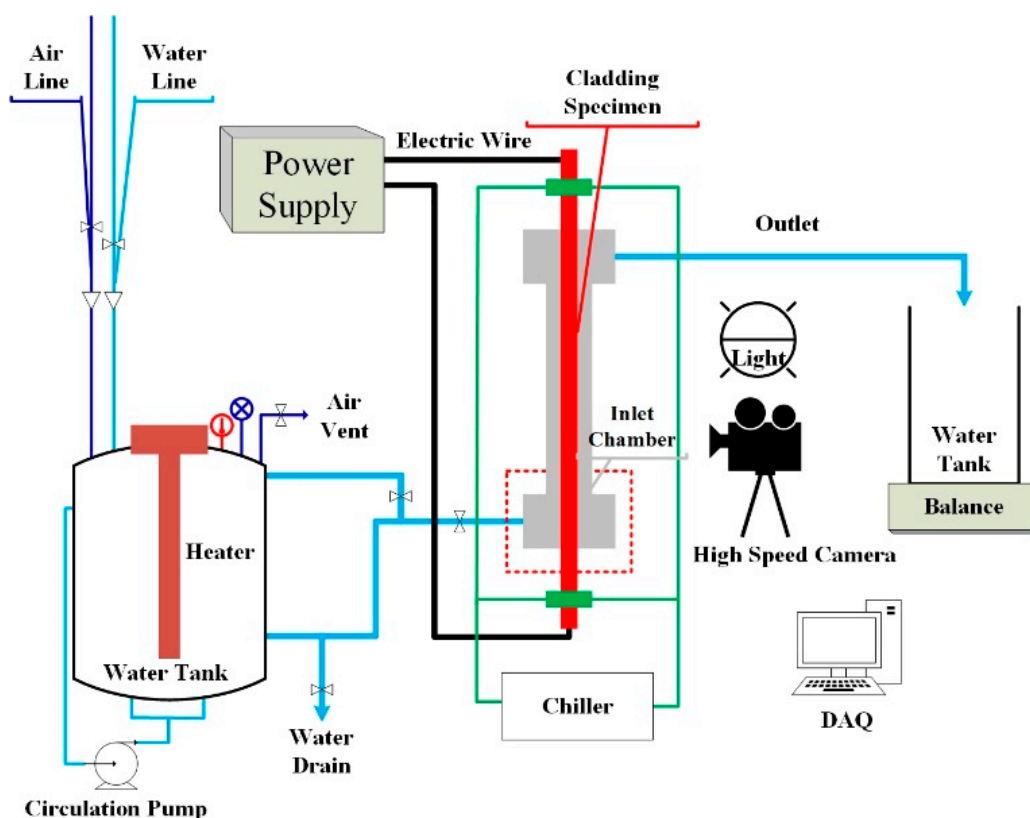 Air
Line
Water
Line
Cladding
Specimen
Electric Wire
Power
Supply
Outlet
Light
Air
Vent
Inlet
Chamber
Water
Tank
Balance
Heater
High Speed Camera
Water Tank
Chiller
DAQ
Water
Drain
Circulation Pump